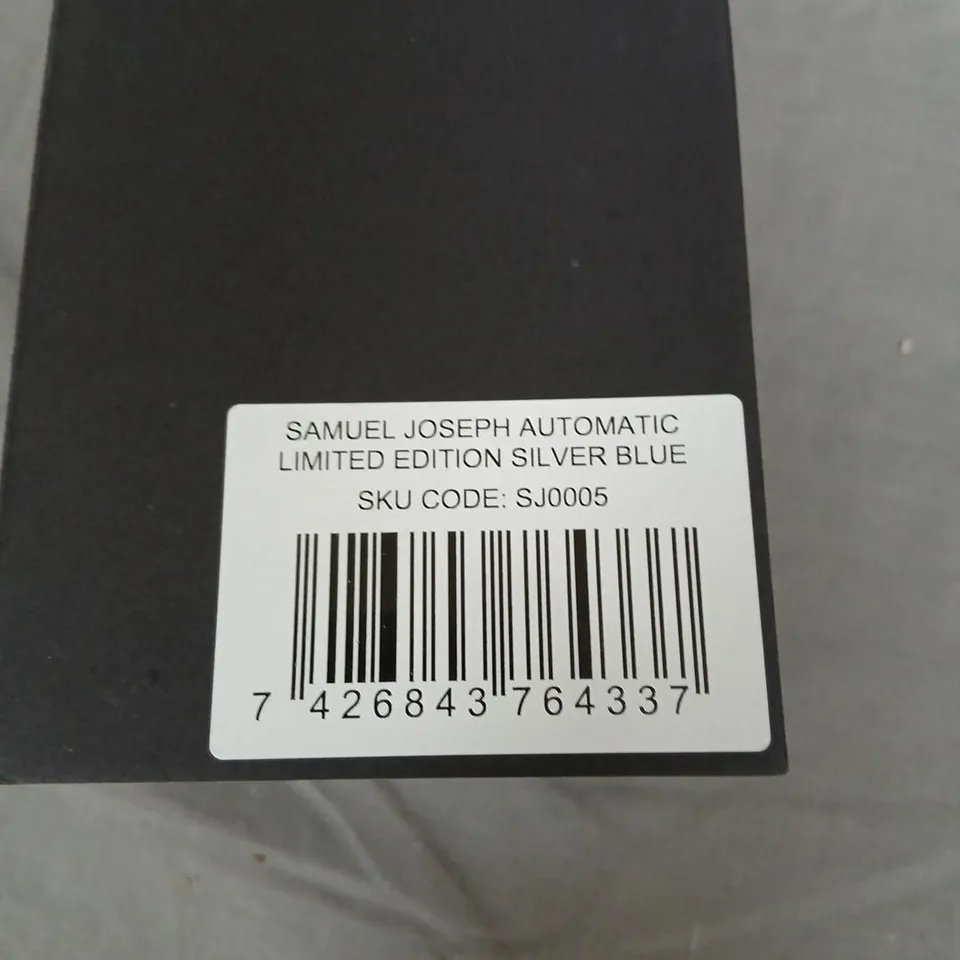 SAMUEL JOSEPH AUTOMATIC
LIMITED EDITION SILVER BLUE
SKU CODE: SJ0005
7 426843 764337